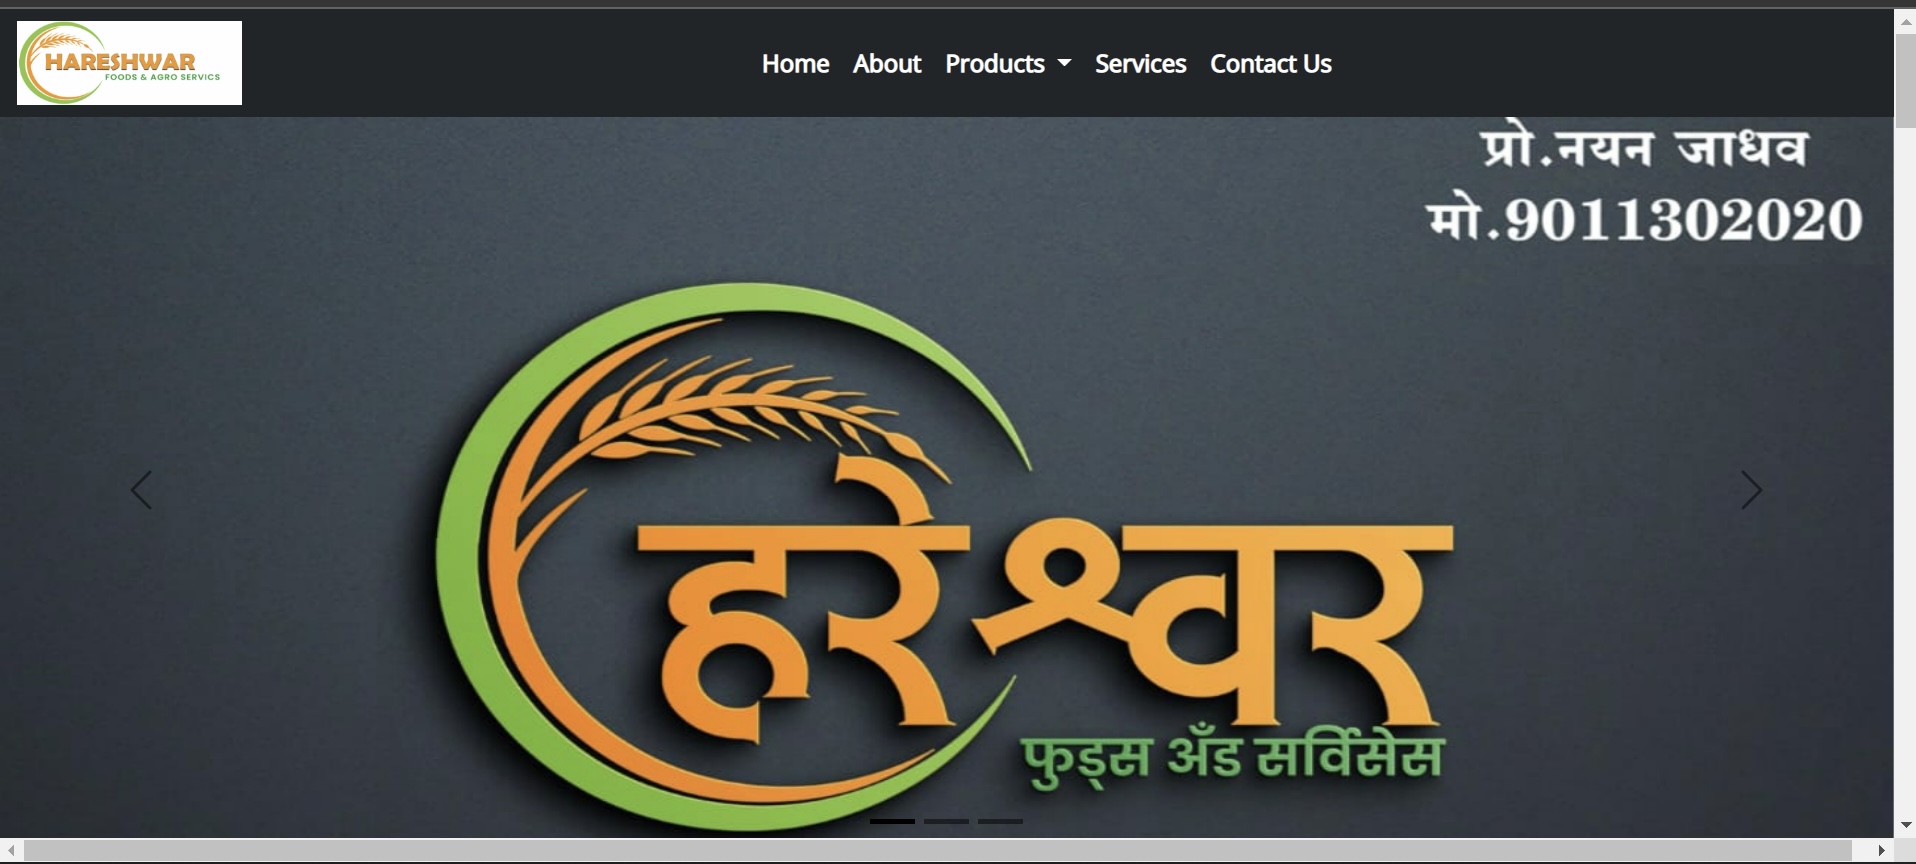 HARESHWAR
FOODS & AGRO SERVICS
Home About Products Services Contact Us
प्रो.नयन जाधव
मो.9011302020
हरेश्वर
फुड्स अँड सर्विसेस